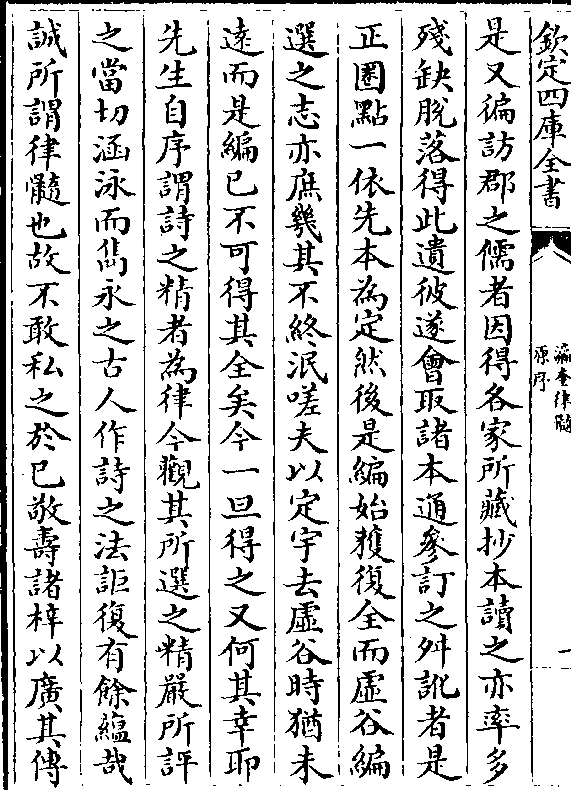 欽定四庫全書
瀛奎律髓
原序
一
是又徧訪郡之儒者因得各家所藏抄本讀之亦率多
殘缺脫落得此遺彼遂㑹取諸本通叅訂之舛訛者是
正圏點一依先本為定然後是編始獲復全而虛谷編
選之志亦庶幾其不終泯嗟夫以定宇去虛谷時猶未
遠而是編已不可得其全矣今一旦得之又何其幸耶
先生自序謂詩之精者為律今觀其所選之精嚴所評
之當切涵泳而雋永之古人作詩之法詎復有餘蘊哉
誠所謂律髓也故不敢私之於已敬壽諸梓以廣其傳